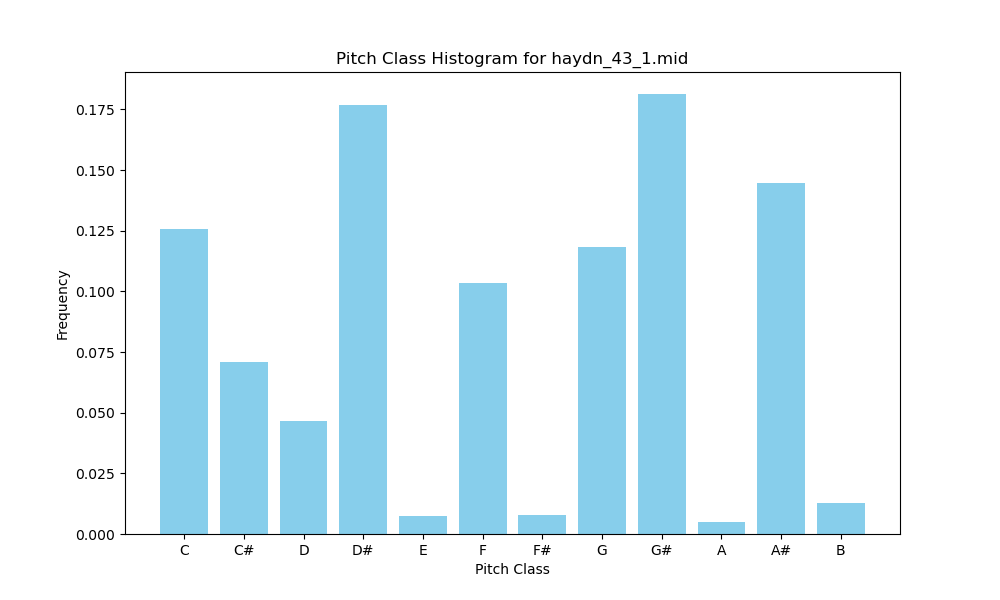 Pitch Class Histogram for haydn_43_1.mid
0.175
0.150
0.125
0.100
0.075
0.050
0.025
0.000
Frequency
C C# D D# E F F# G G# A A# B
Pitch Class